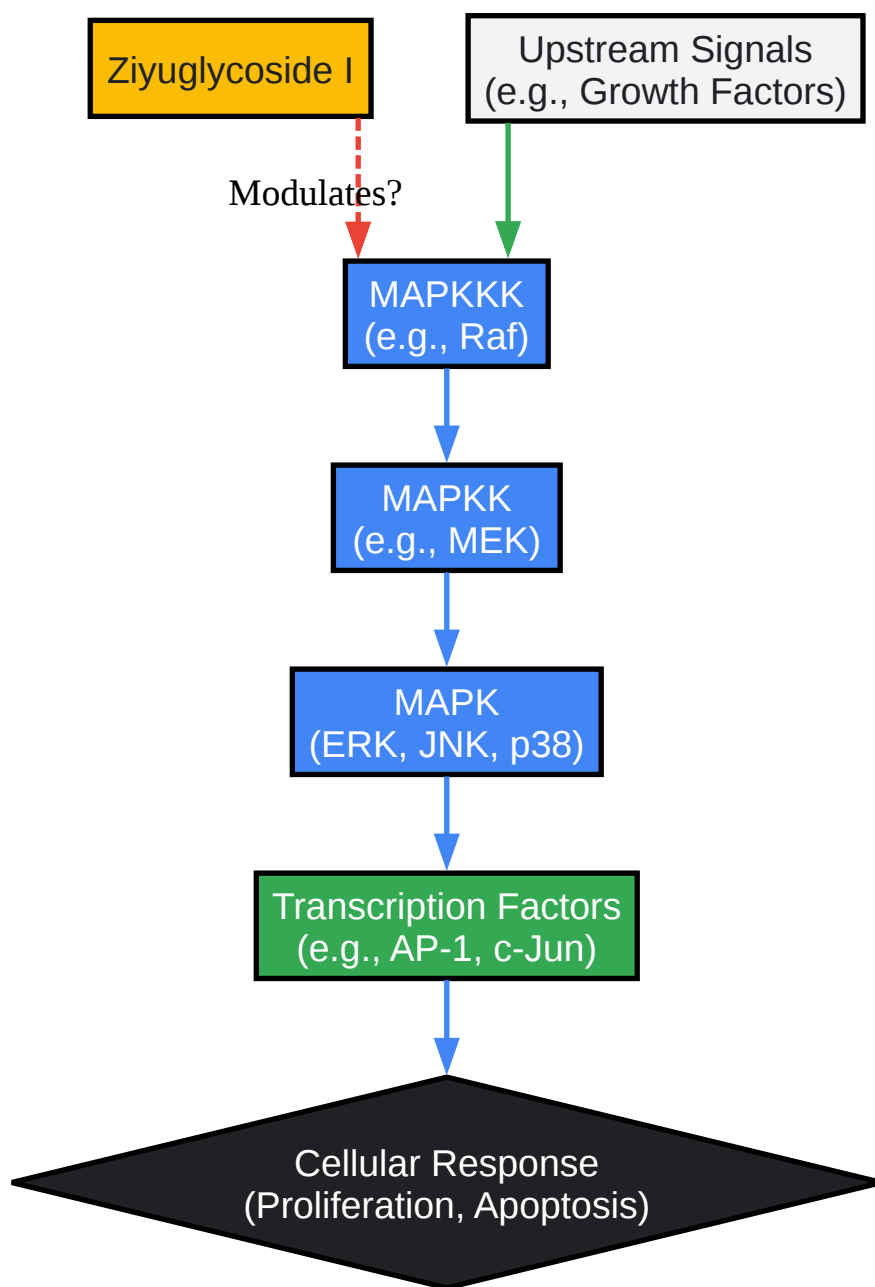 Ziyuglycoside I
Upstream Signals
(e.g., Growth Factors)
Modulates?
MAPKKK
(e.g., Raf)
MAPKK
(e.g., MEK)
MAPK
(ERK, JNK, p38)
Transcription Factors
(e.g., AP-1, c-Jun)
Cellular Response
(Proliferation, Apoptosis)